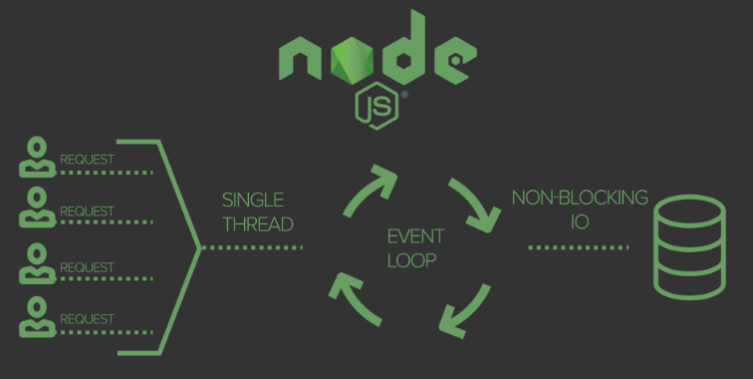 node
JS®
REQUEST
REQUEST
REQUEST
REQUEST
SINGLE
THREAD
EVENT
LOOP
NON-BLOCKING
IO